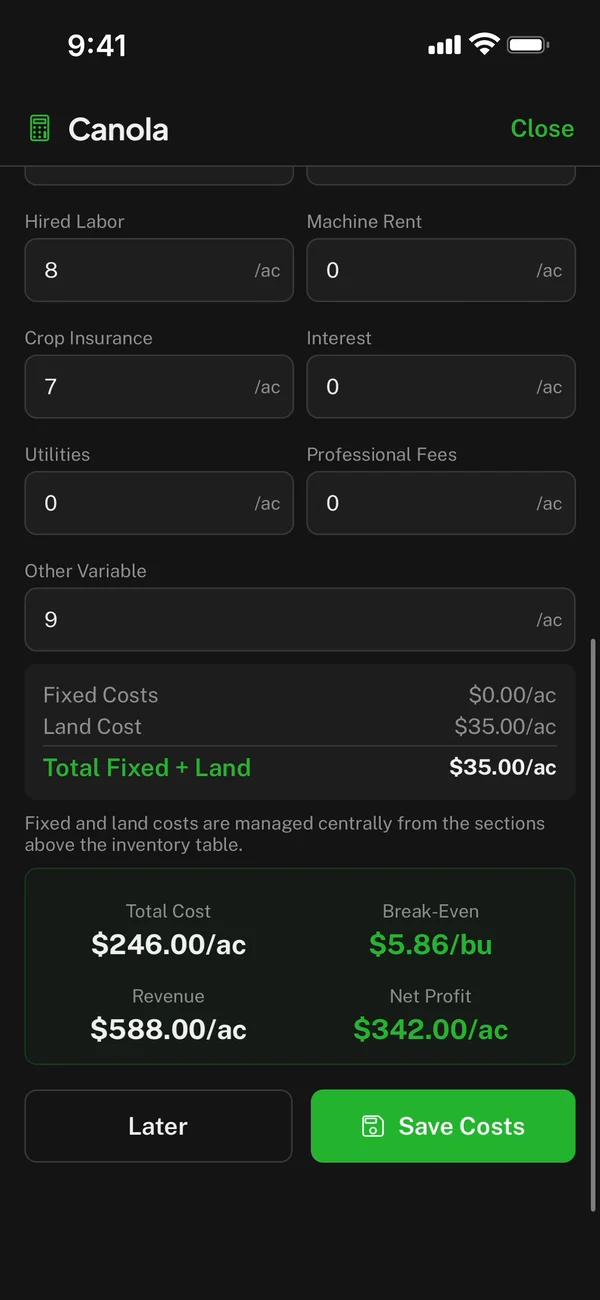 9:41
Canola
Close
Hired Labor
Machine Rent
8 /ac
0 /ac
Crop Insurance
Interest
7 /ac
0 /ac
Utilities
Professional Fees
0 /ac
0 /ac
Other Variable
9 /ac
Fixed Costs $0.00/ac
Land Cost $35.00/ac
Total Fixed + Land $35.00/ac
Fixed and land costs are managed centrally from the sections
above the inventory table.
Total Cost
Break-Even
$246.00/ac
$5.86/bu
Revenue
Net Profit
$588.00/ac
$342.00/ac
Later
Save Costs